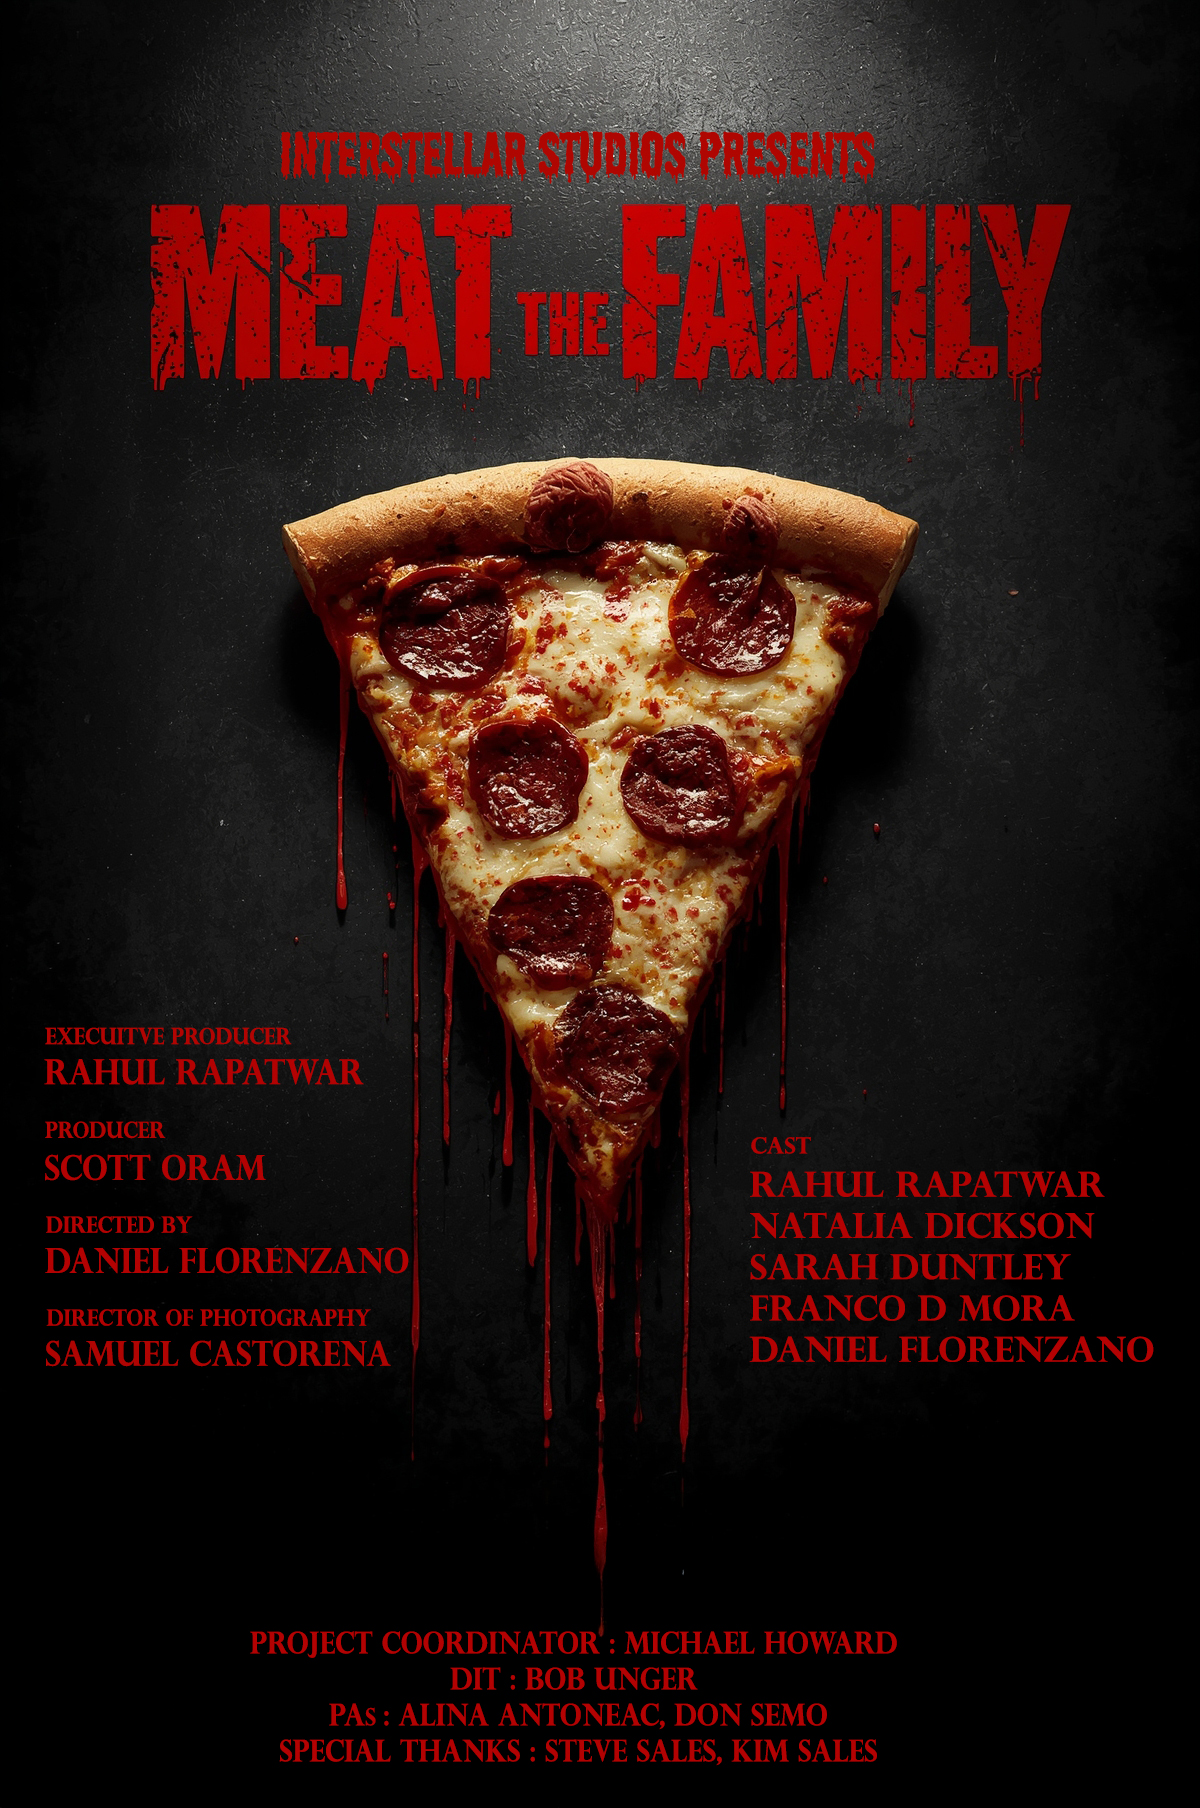 INTERSTELLAR STUDIOS PRESENTS
MEAT THE FAMILY
EXECUITVE PRODUCER
RAHUL RAPATWAR
PRODUCER
SCOTT ORAM
DIRECTED BY
DANIEL FLORENZANO
DIRECTOR OF PHOTOGRAPHY
SAMUEL CASTORENA
CAST
RAHUL RAPATWAR
NATALIA DICKSON
SARAH DUNTLEY
FRANCO D MORA
DANIEL FLORENZANO
PROJECT COORDINATOR : MICHAEL HOWARD
DIT : BOB UNGER
PAs : ALINA ANTONEAC, DON SEMO
SPECIAL THANKS : STEVE SALES, KIM SALES